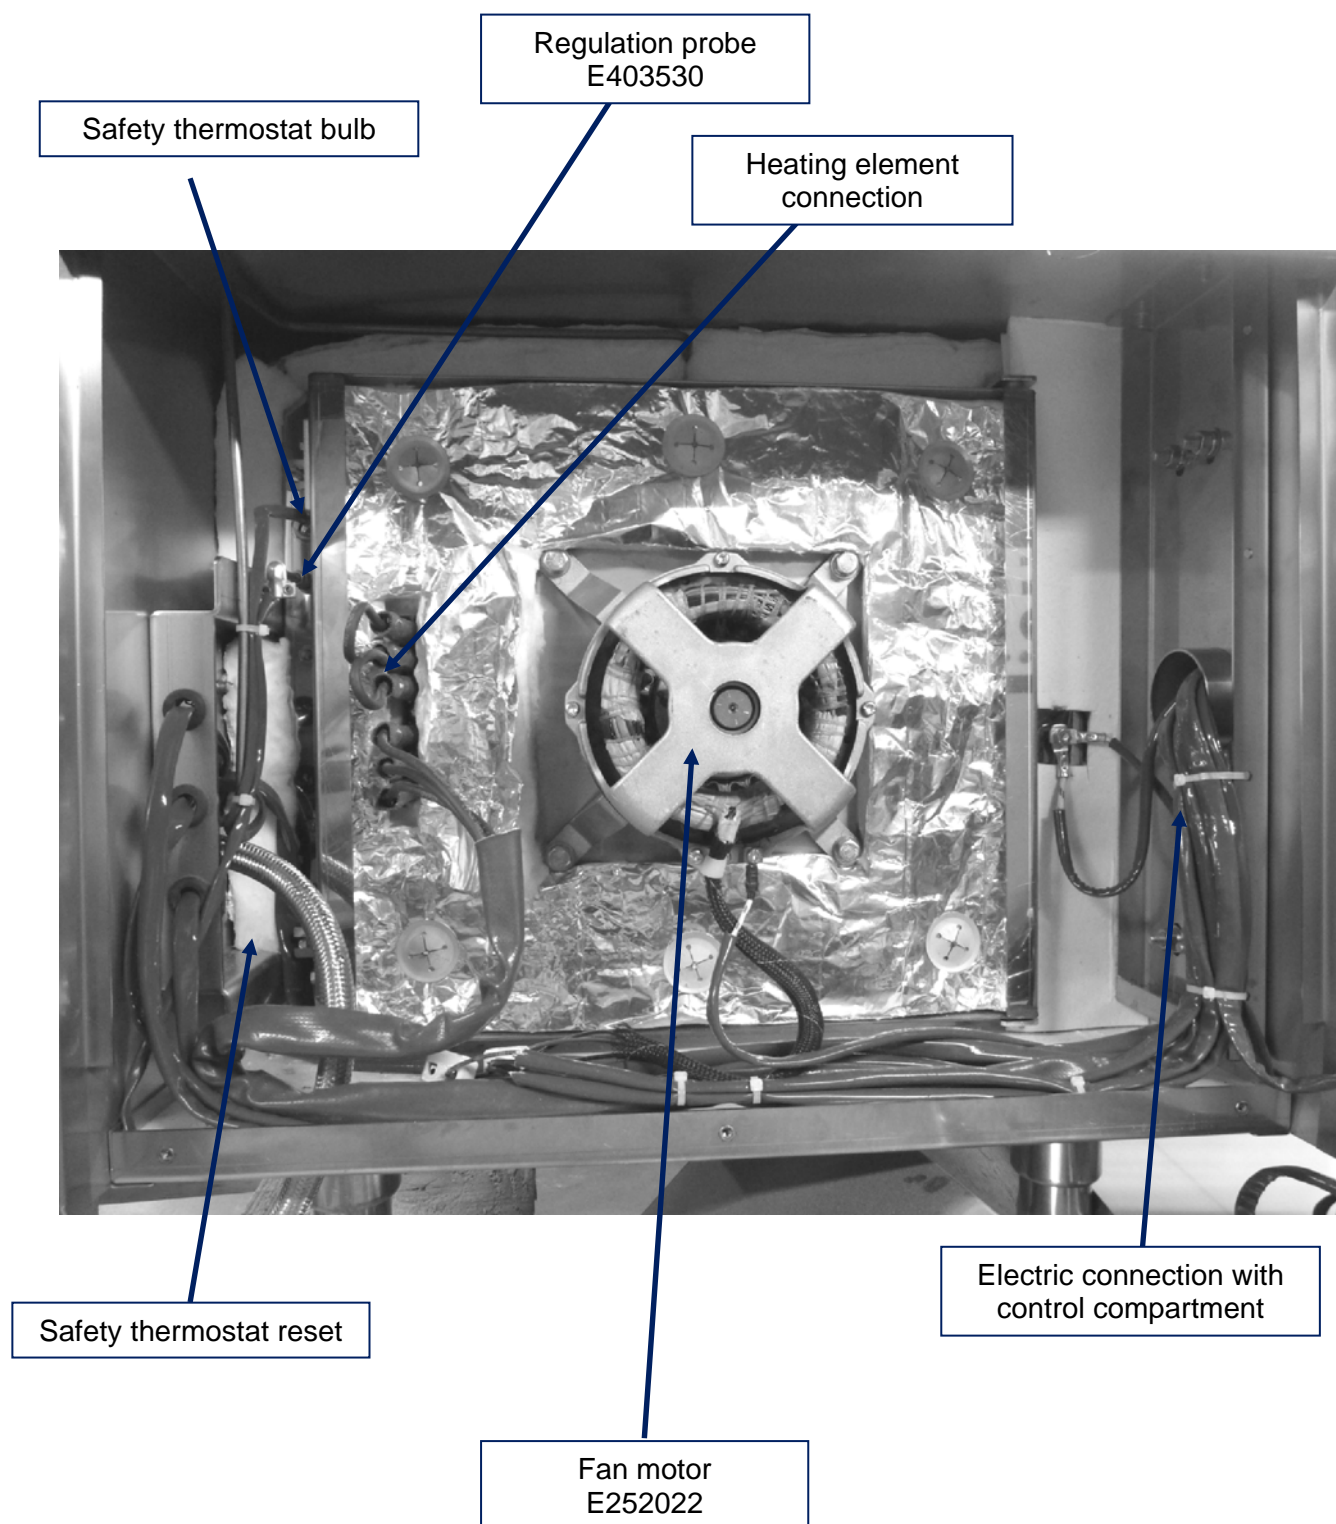 Regulation probe
E403530
Safety thermostat bulb
Heating element
connection
Electric connection with
control compartment
Safety thermostat reset
Fan motor
E252022